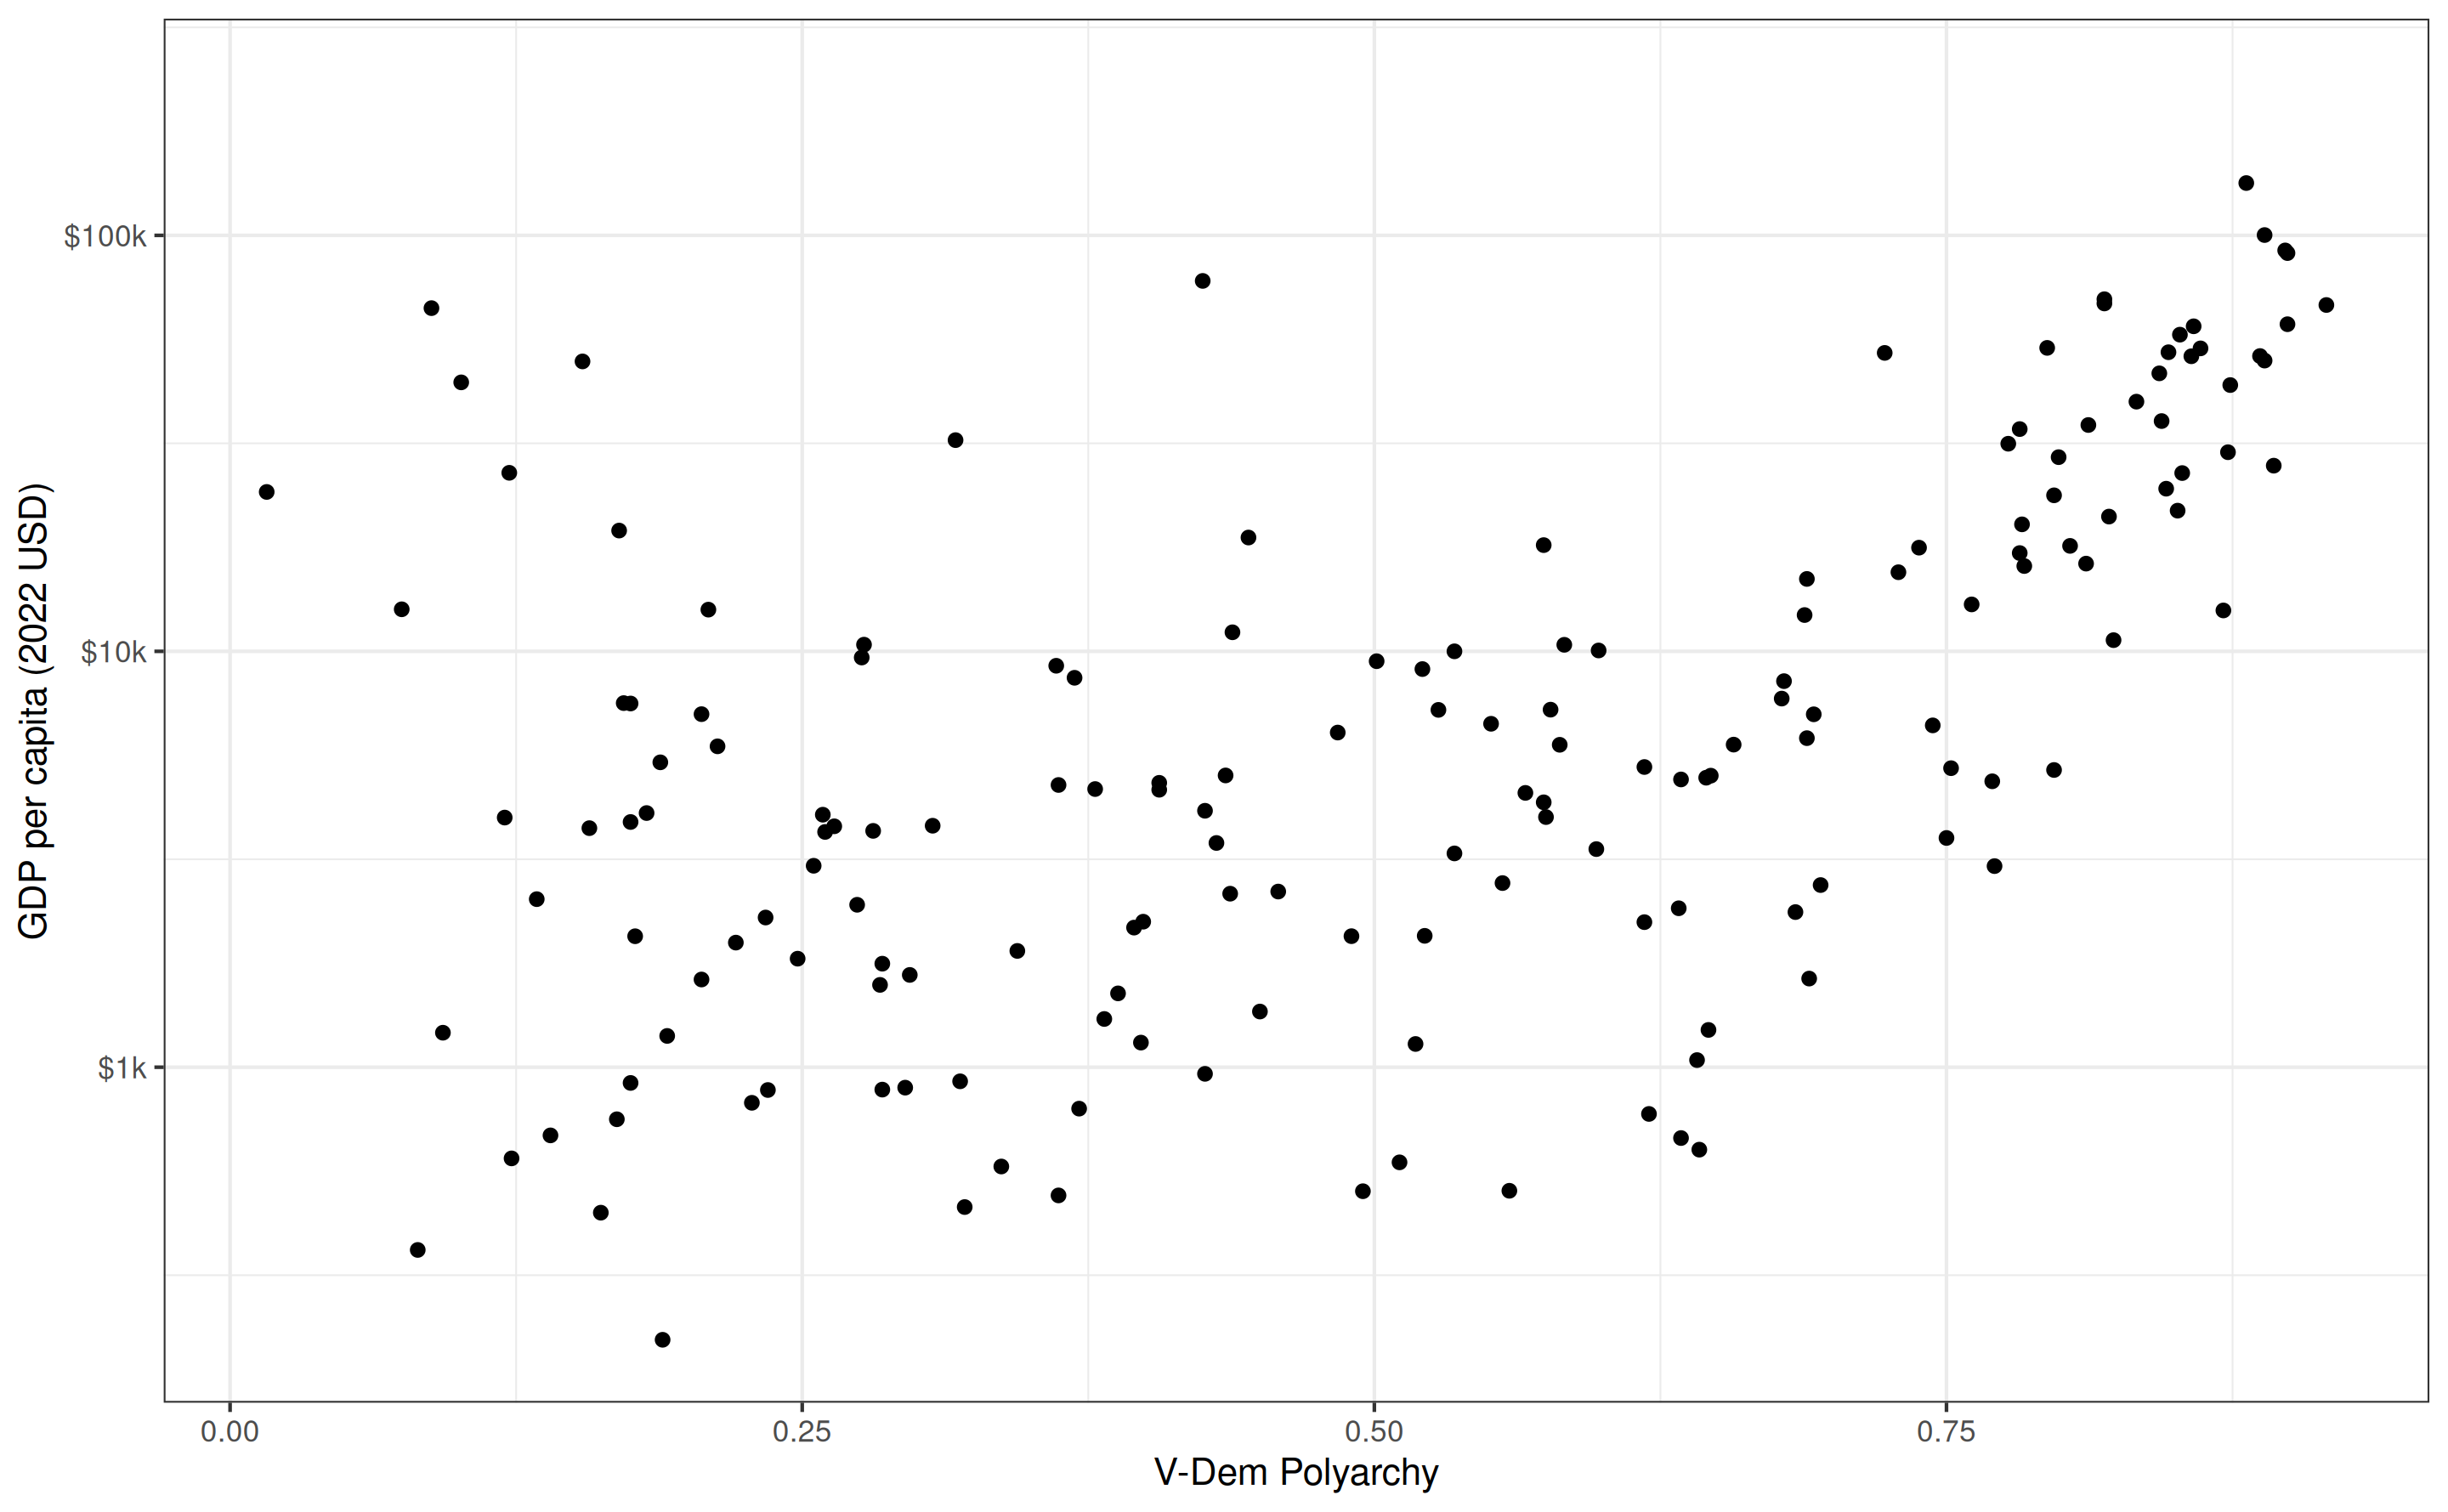 GDP per capita (2022 USD)
$100k
$10k
$1k
0.00
0.25
0.50
0.75
V-Dem Polyarchy